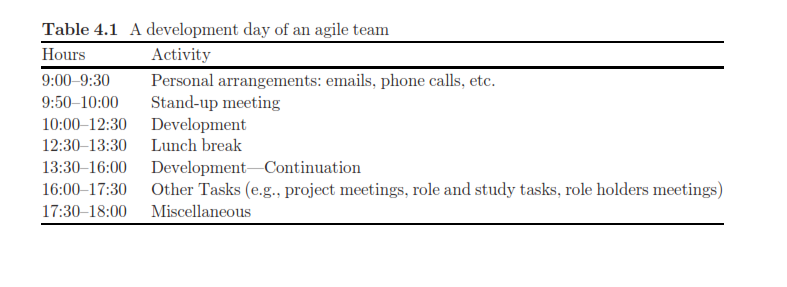 Table 4.1 A development day of an agile team
Hours Activity
9:00–9:30 Personal arrangements: emails, phone calls, etc.
9:50–10:00 Stand-up meeting
10:00–12:30 Development
12:30–13:30 Lunch break
13:30–16:00 Development—Continuation
16:00–17:30 Other Tasks (e.g., project meetings, role and study tasks, role holders meetings)
17:30–18:00 Miscellaneous